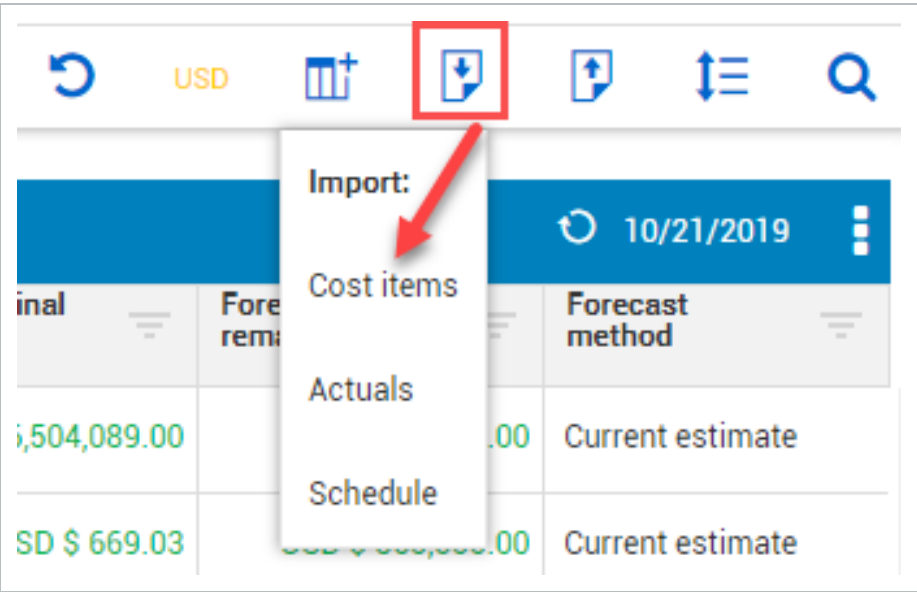 USD
Import:
10/21/2019
Cost items
Forecast
method
Actuals
,504,089.00
.00
Current estimate
Schedule
SD $ 669.03
.00
Current estimate